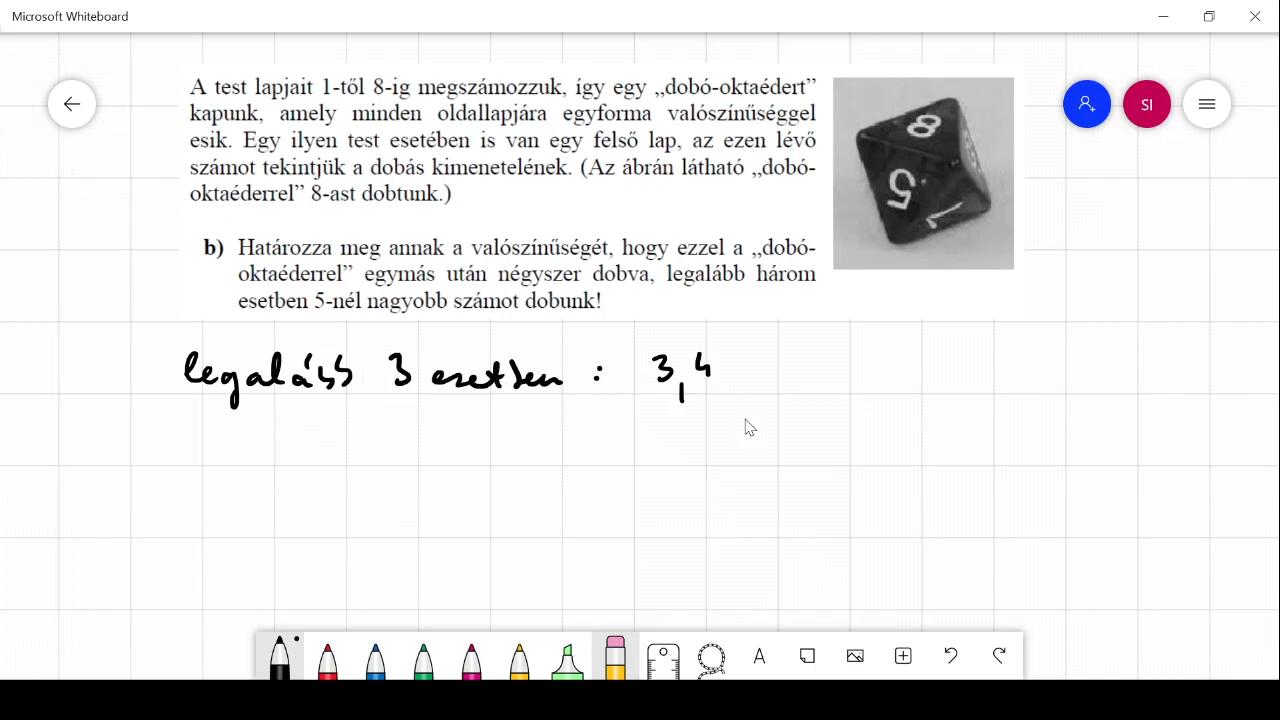 Microsoft Whiteboard
A test lapjait 1-től 8-ig megszámozzuk, így egy „dobó-oktaédert”
kapunk, amely minden oldallapjára egyforma valószínűséggel
esik. Egy ilyen test esetében is van egy felső lap, az ezen lévő
számot tekintjük a dobás kimenetelének. (Az ábrán látható „dobó-
oktaéderrel” 8-ast dobtunk.)
8
5
1
SI
b) Határozza meg annak a valószínűségét, hogy ezzel a „dobó-
oktaéderrel” egymás után négyszer dobva, legalább három
esetben 5-nél nagyobb számot dobunk!
legalább 3 esetben : 3,4
A